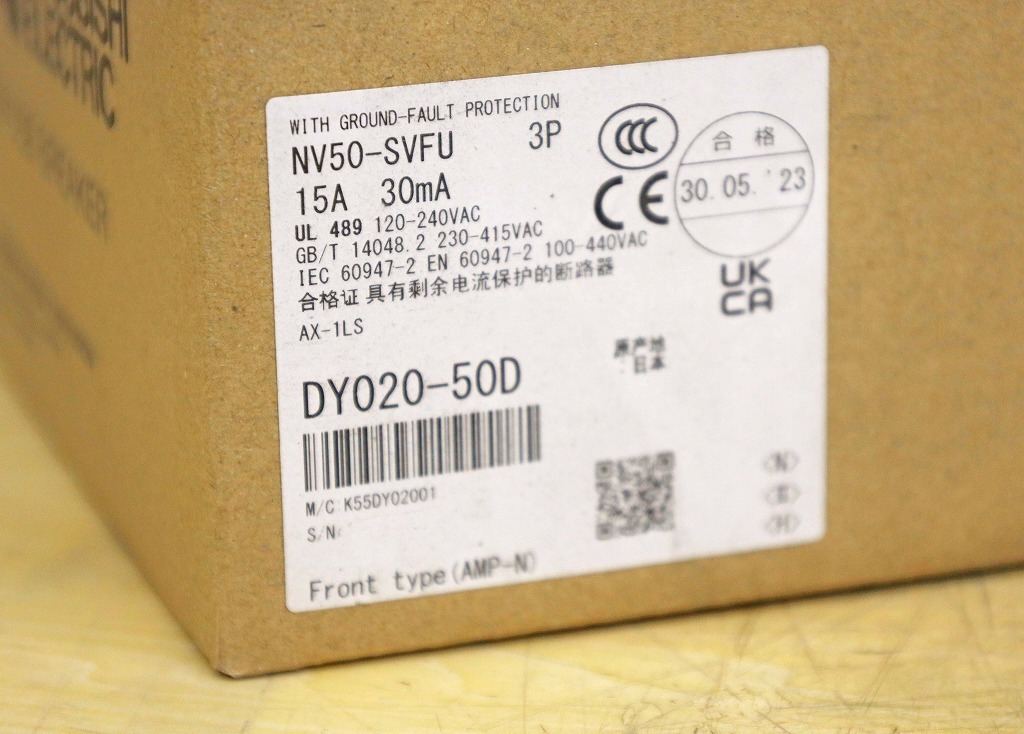 ELECTRIC
BREAKER
WITH GROUND-FAULT PROTECTION
NV50-SVFU 3P
15A 30mA
UL 489 120-240VAC
GB/T 14048.2 230-415VAC
IEC 60947-2 EN 60947-2 100-440VAC
合格证 具有剩余电流保护的断路器
AX-1LS
CCC
CE
合格
30.05.'23
UK
CA
原产地
:日本
DY020-50D
M/C K55DY02001
S/N
Front type(AMP-N)
<N>
<H>